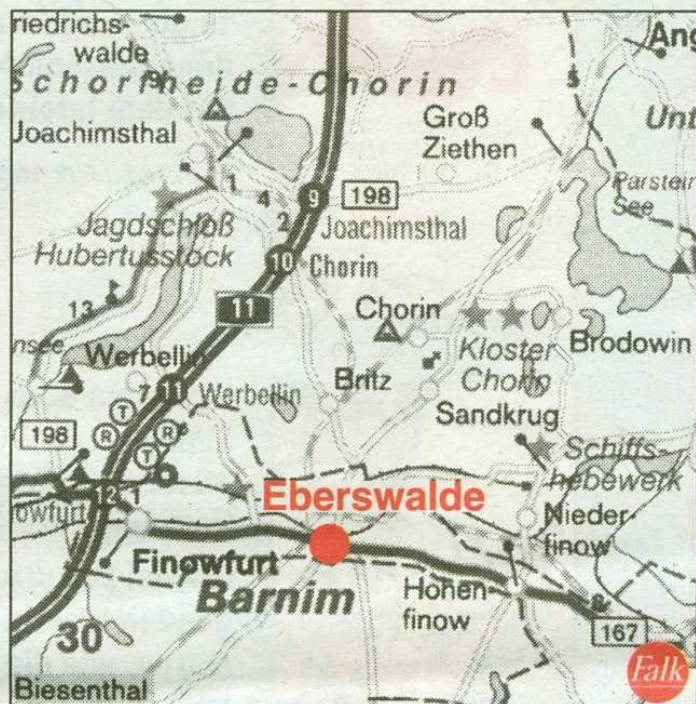 riedrichs-
walde
Schorfheide-Chorin
Ang
Joachimsthal
Groß
Ziethen
Unt
5
1
4
2
9
198
Parstein
See
Jagdschloß
Hubertusstock
Joachimsthal
10
Chorin
13
11
Chorin
Kloster
Chorin
Brodowin
nsee
Werbellin
7
11
Werbellin
Britz
Sandkrug
198
T
R
R
T
Schiffs-
hebewerk
12
1
owfurt
Eberswalde
Nieder-
finow
Finowfurt
Barnim
Hohen-
finow
30
167
Biesenthal
Falk